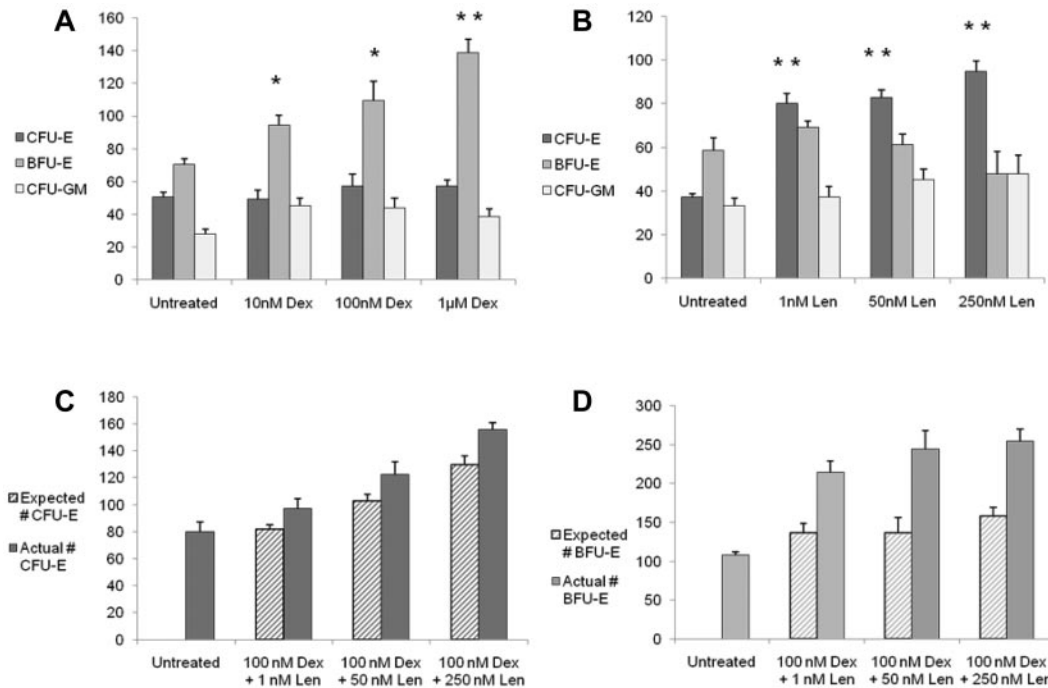 A
160
140
120
100
80
60
40
20
0
* * * *
CFU-E
BFU-E
CFU-GM
Untreated 10nM Dex 100nM Dex 1µM Dex
B
120
100
80
60
40
20
0
* * * * * *
CFU-E
BFU-E
CFU-GM
Untreated 1nM Len 50nM Len 250nM Len
C
180
160
140
120
100
80
60
40
20
0
Expected
# CFU-E
Actual #
CFU-E
Untreated 100 nM Dex 100 nM Dex 100 nM Dex
+ 1 nM Len + 50 nM Len + 250 nM Len
D
300
250
200
150
100
50
0
Expected
# BFU-E
Actual #
BFU-E
Untreated 100 nM Dex 100 nM Dex 100 nM Dex
+ 1 nM Len + 50 nM Len + 250 nM Len